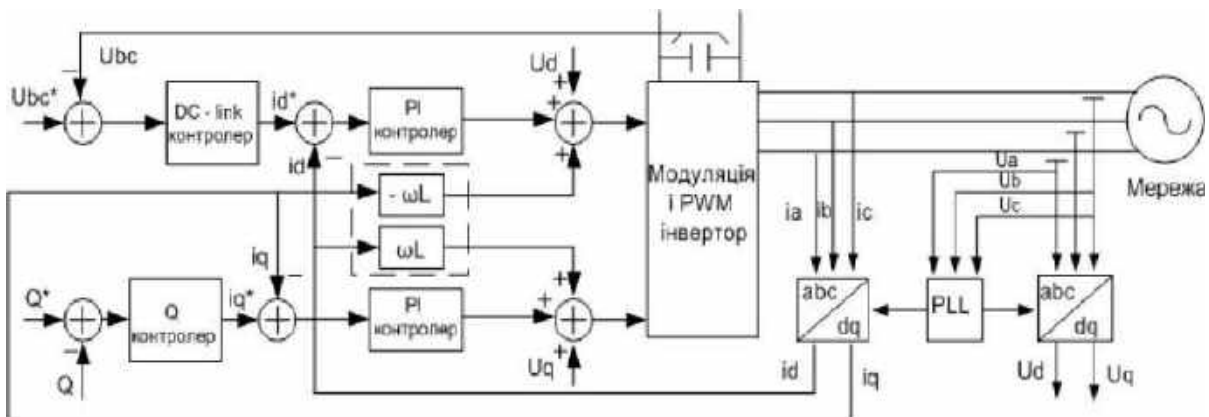 Ubc
Ud
Ubc*
DC - link
контролер
id*
PI
контролер
id
- ωL
ωL
iq
Q*
Q
контролер
iq*
PI
контролер
Q
Uq
Модуляція
і PWM
інвертор
ia
ib
ic
Ua
Ub
Uc
Мережа
abc
dq
PLL
abc
dq
id
iq
Ud
Uq